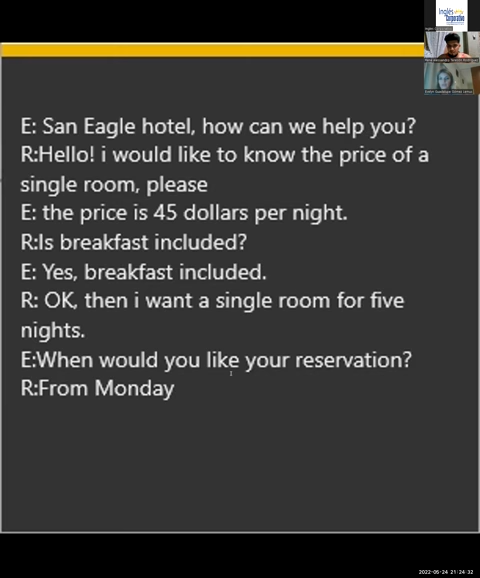 Inglés
corporativo
E: San Eagle hotel, how can we help you?
R:Hello! i would like to know the price of a
single room, please
E: the price is 45 dollars per night.
R:Is breakfast included?
E: Yes, breakfast included.
R: OK, then i want a single room for five
nights.
E:When would you like your reservation?
R:From Monday
2022-05-24 21:24:32